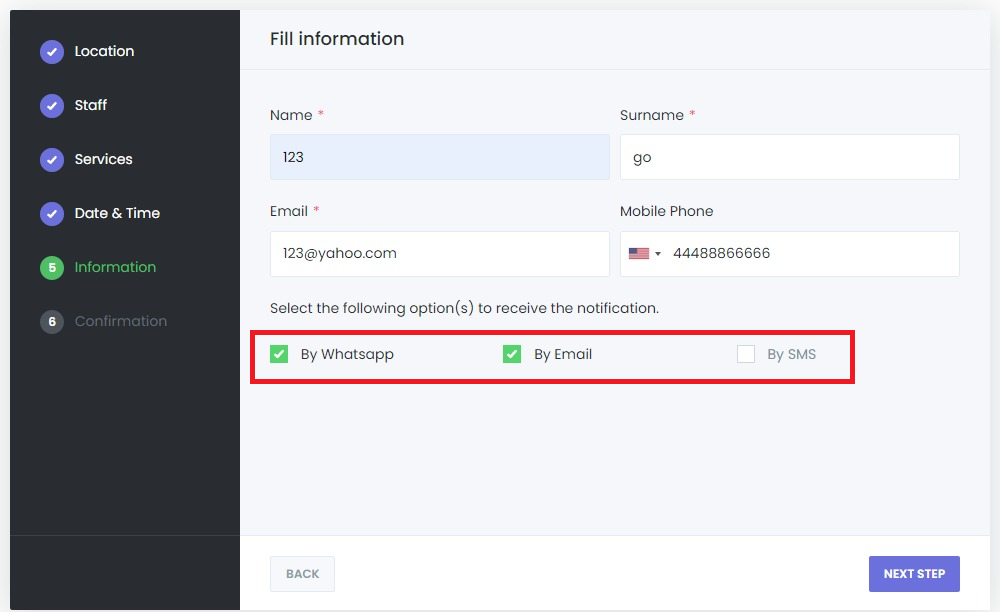 Location
Staff
Services
Date & Time
5 Information
6 Confirmation
Fill information
Name * Surname *
123 go
Email * Mobile Phone
123@yahoo.com 44488866666
Select the following option(s) to receive the notification.
By Whatsapp By Email By SMS
BACK NEXT STEP